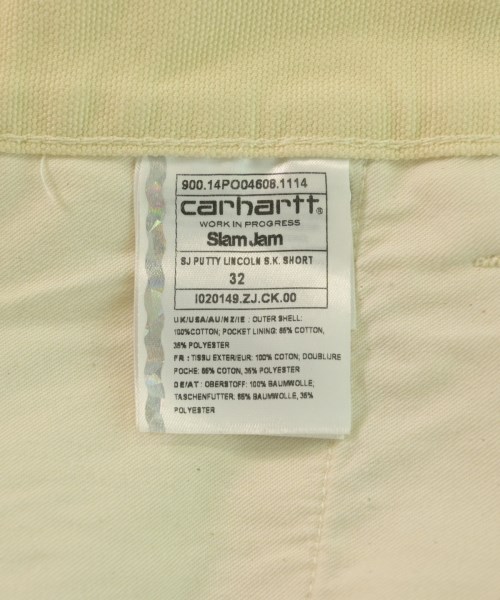 900.14PO04608.1114
carhartt®
WORK IN PROGRESS
Slam Jam
SJ PUTTY LINCOLN S.K. SHORT
32
I020149.ZJ.CK.00
UK/USA/AU/NZ/IE : OUTER SHELL:
100%COTTON; POCKET LINING: 65% COTTON,
35% POLYESTER
FR : TISSU EXTERIEUR: 100% COTON; DOUBLURE
POCHE: 65% COTON, 35% POLYESTER
DE/AT : OBERSTOFF: 100% BAUMWOLLE;
TASCHENFUTTER: 65% BAUMWOLLE, 35%
POLYESTER